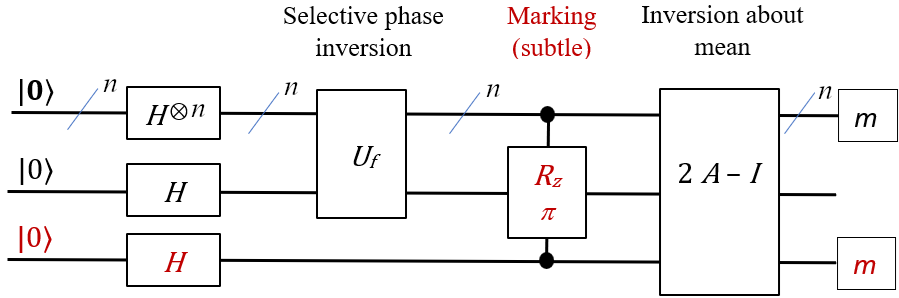 Selective phase
inversion
Marking
(subtle)
Inversion about
mean
|0⟩
n
H⊗n
n
n
n
m
|0⟩
H
Uf
Rz
π
2 A – I
|0⟩
H
m